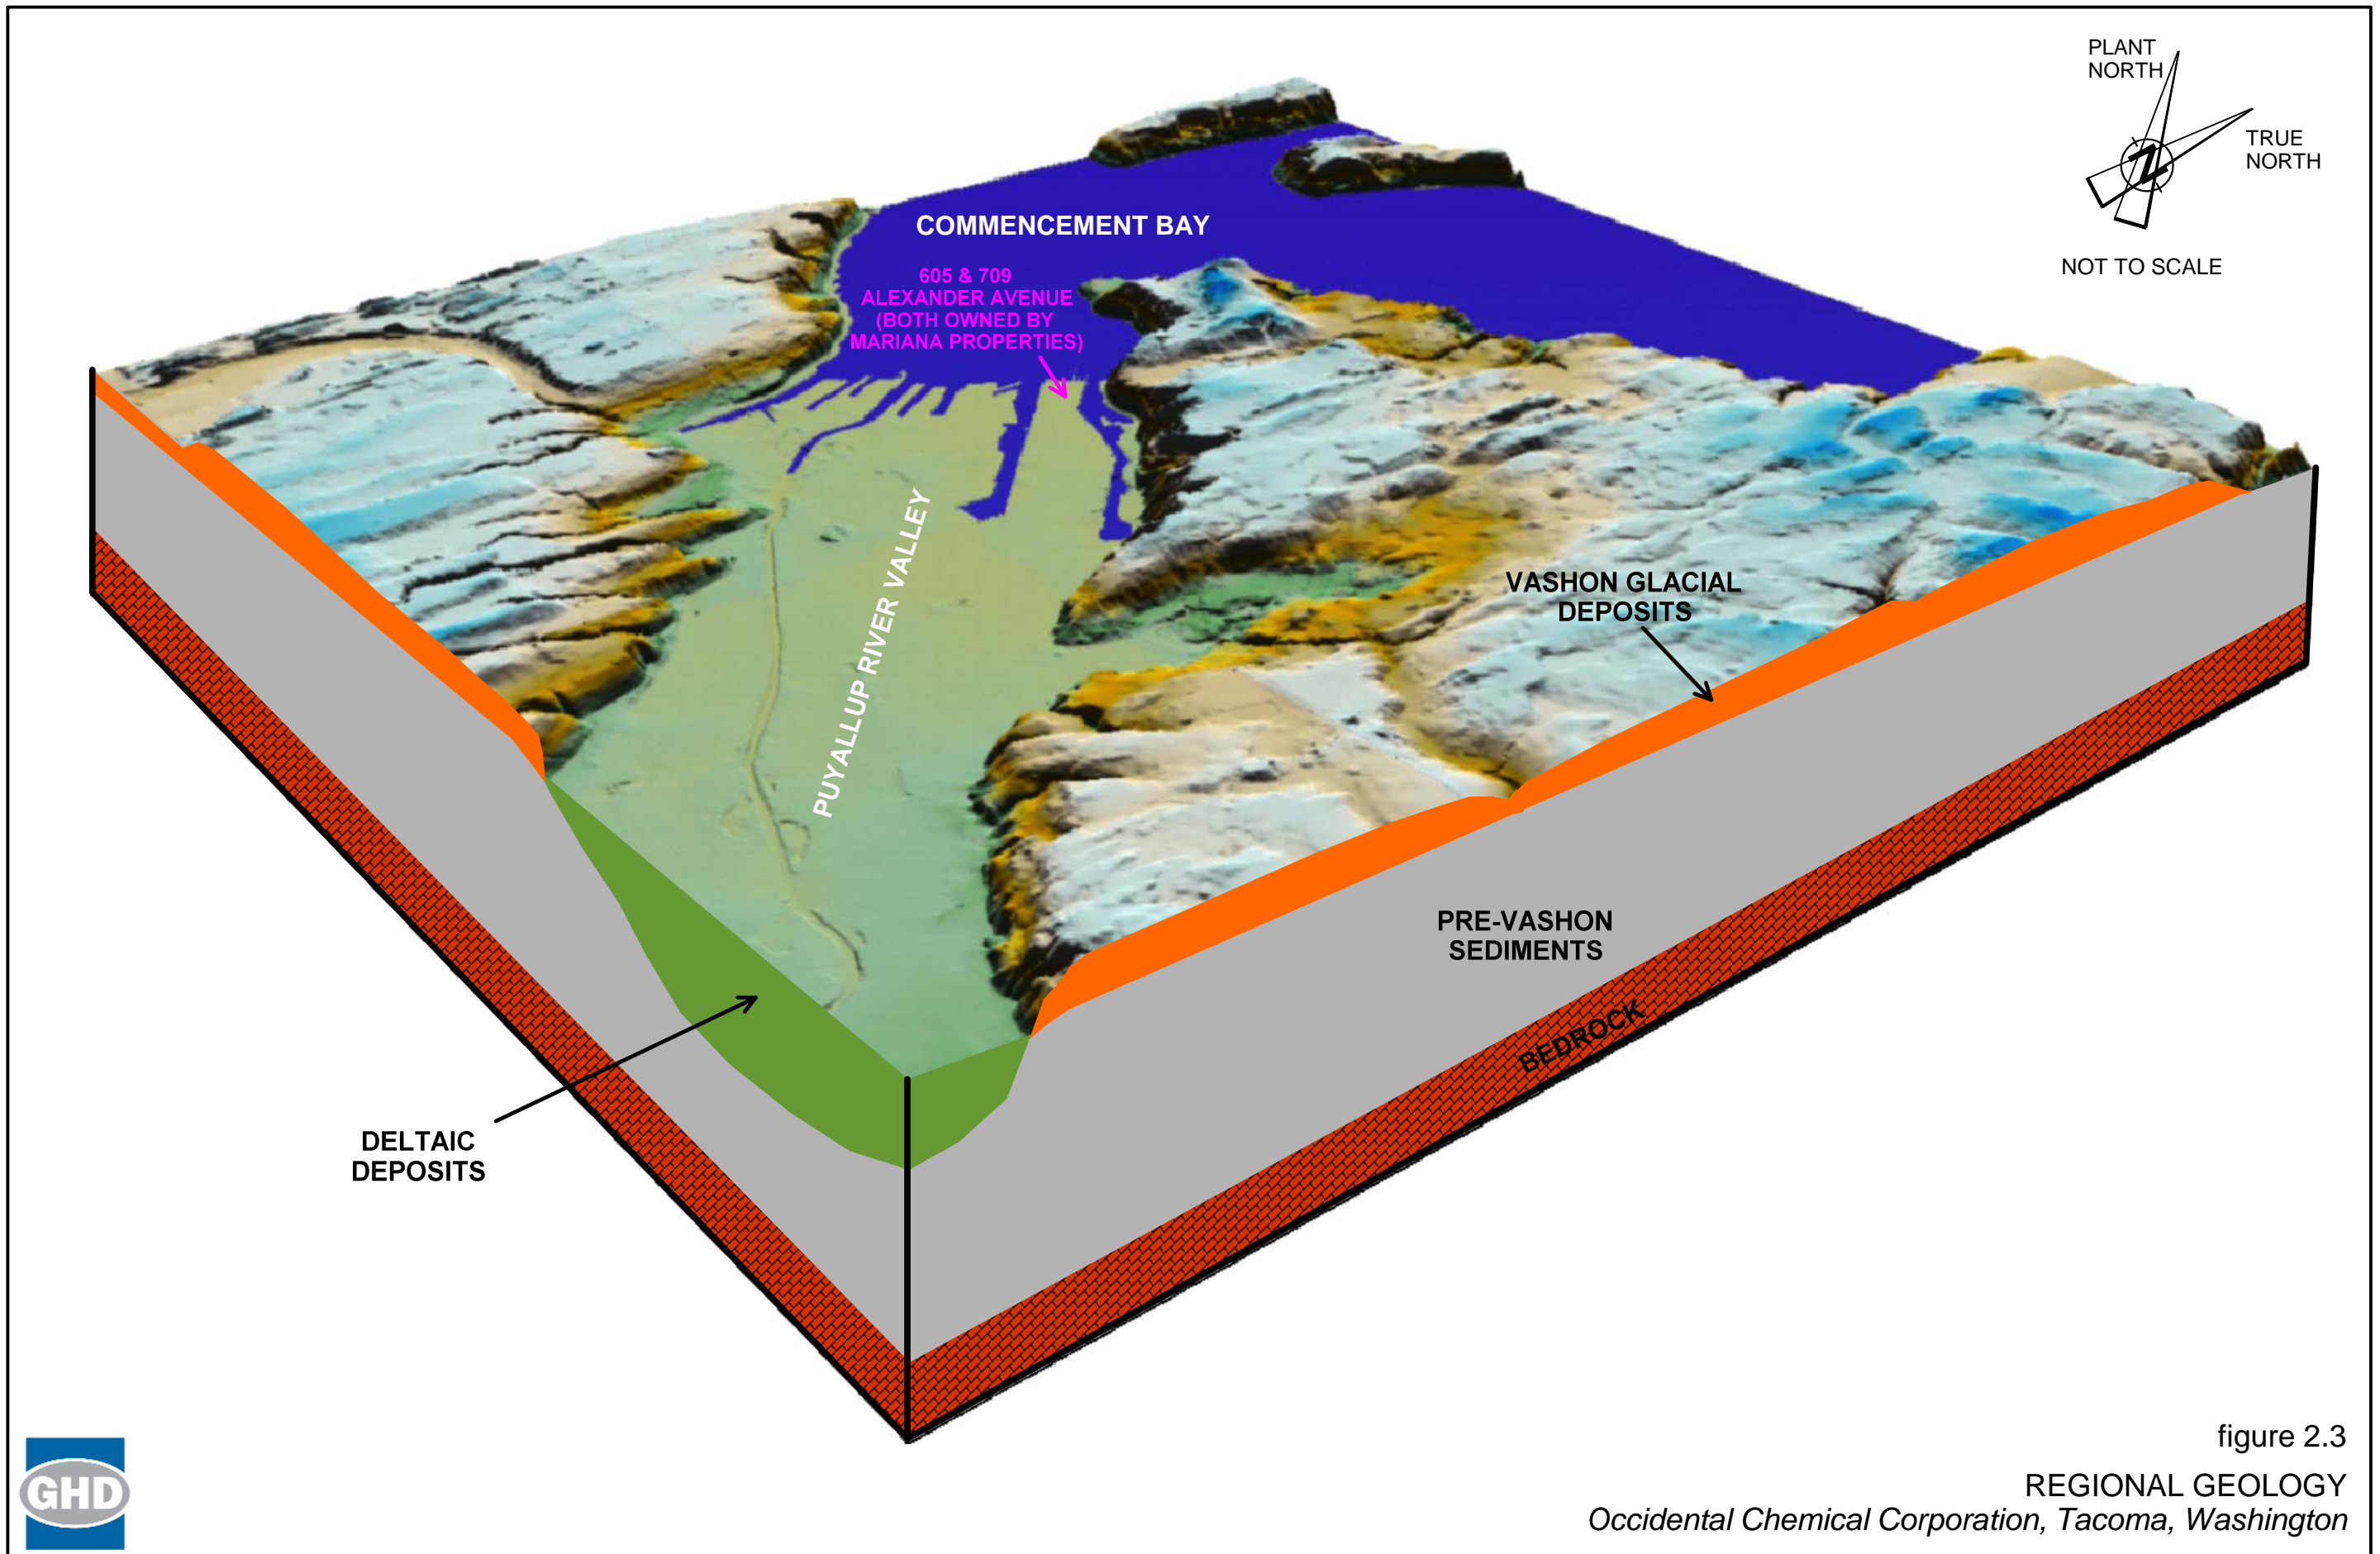 PLANT
NORTH
TRUE
NORTH
NOT TO SCALE
COMMENCEMENT BAY
605 & 709
ALEXANDER AVENUE
(BOTH OWNED BY
MARIANA PROPERTIES)
PUYALLUP RIVER VALLEY
VASHON GLACIAL
DEPOSITS
PRE-VASHON
SEDIMENTS
BEDROCK
DELTAIC
DEPOSITS
GHD
figure 2.3
REGIONAL GEOLOGY
Occidental Chemical Corporation, Tacoma, Washington